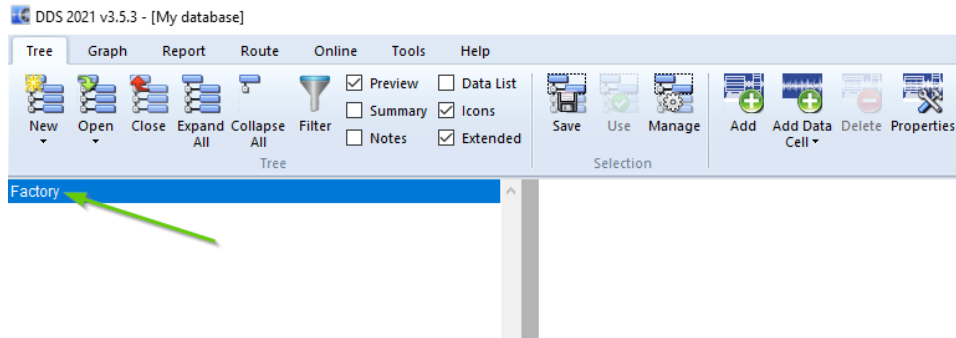 DDS 2021 v3.5.3 - [My database]
Tree Graph Report Route Online Tools Help
New Open Close Expand All Collapse All Filter
Preview Data List
Summary Icons
Notes Extended
Tree
Save Use Manage
Selection
Add Add Data Cell Delete Properties
Factory